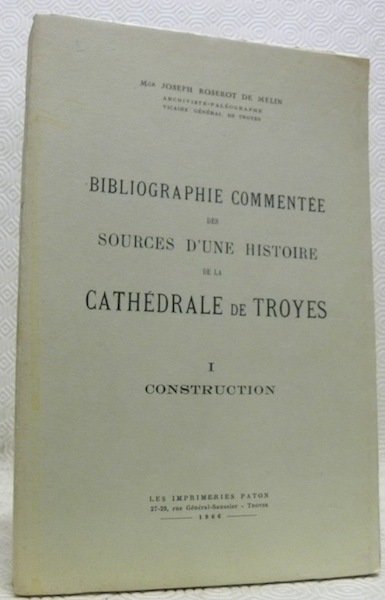 Mgr JOSEPH ROSEROT DE MELIN
ARCHIVISTE-PALÉOGRAPHE
VICAIRE GÉNÉRAL DE TROYES
BIBLIOGRAPHIE COMMENTÉE
DES
SOURCES D'UNE HISTOIRE
DE LA
CATHÉDRALE DE TROYES
I
CONSTRUCTION
LES IMPRIMERIES PATON
27-29, rue Général-Saussier - TROYES
1966